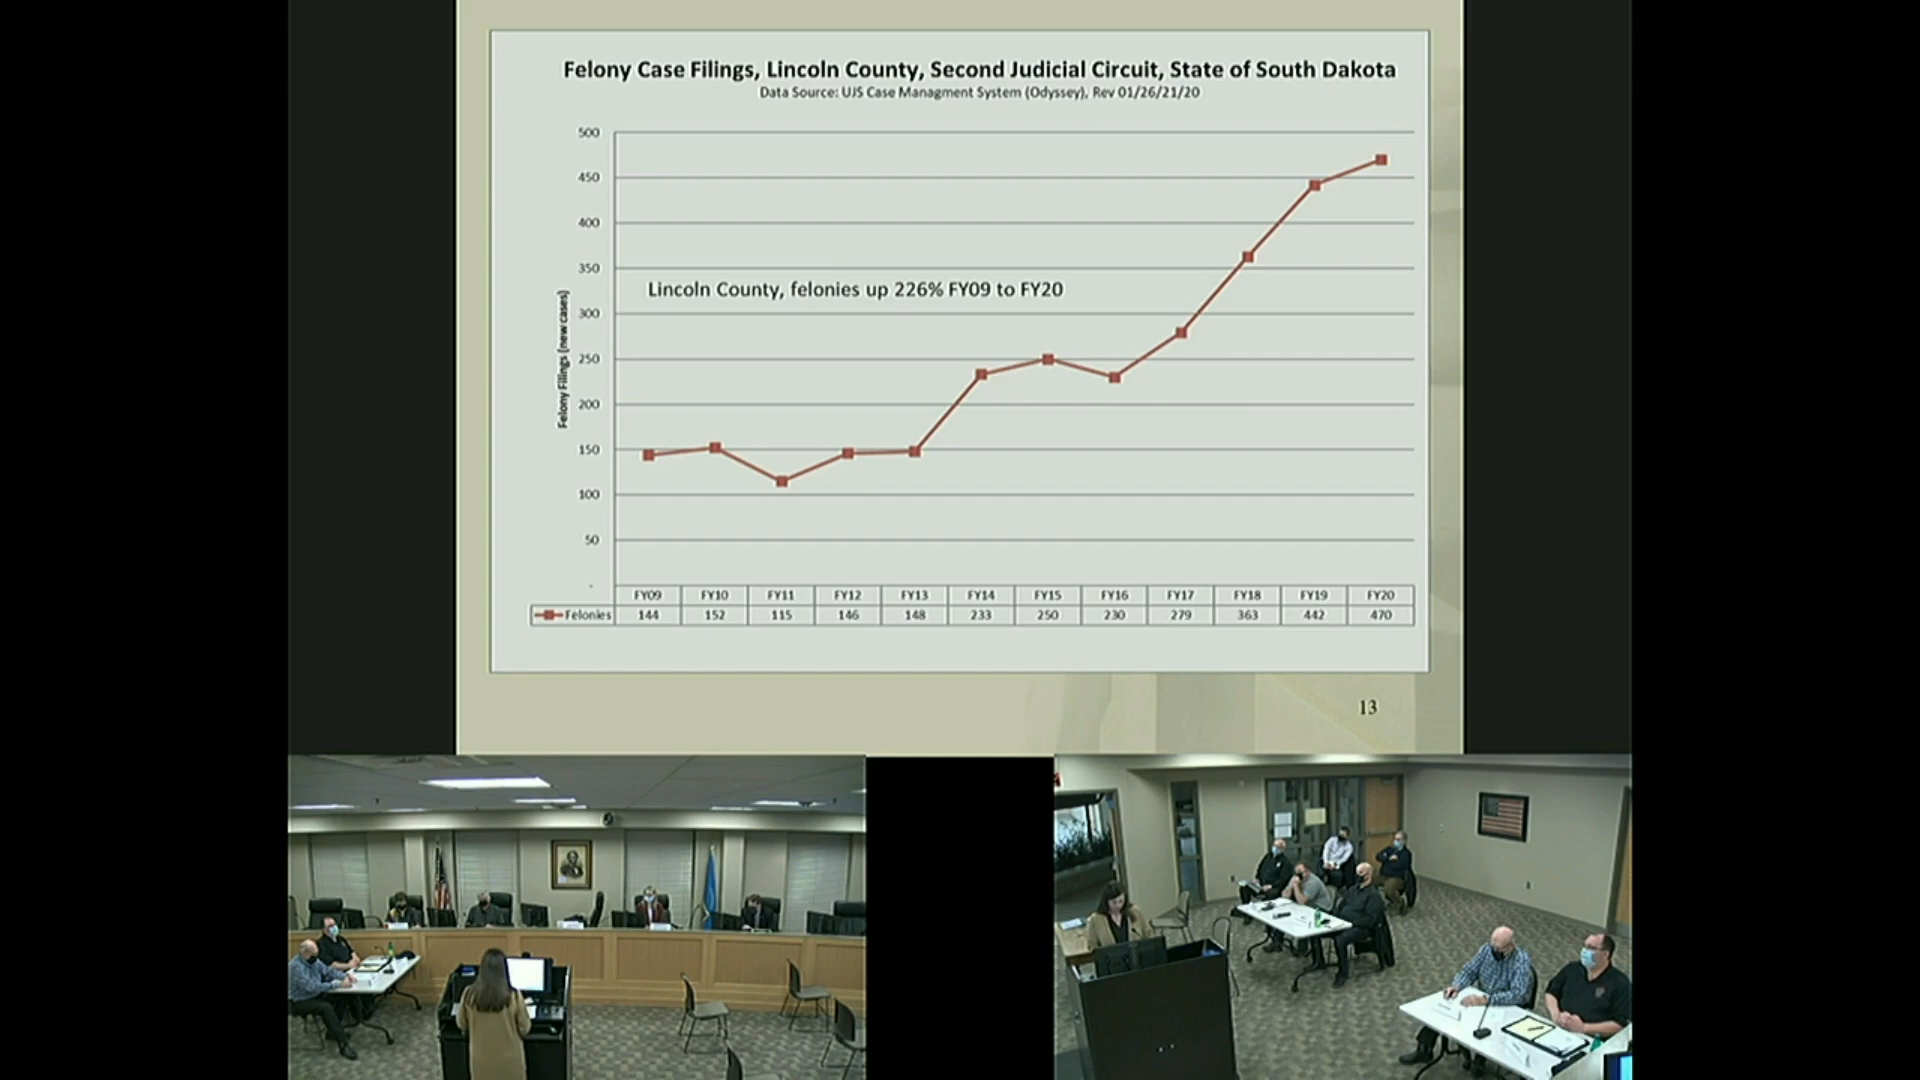 Felony Case Filings, Lincoln County, Second Judicial Circuit, State of South Dakota
Data Source: UJS Case Managment System (Odyssey), Rev 01/26/21/20
Felony Filings (new cases)
500
450
400
350
300
250
200
150
100
50
-
Lincoln County, felonies up 226% FY09 to FY20
FY09 FY10 FY11 FY12 FY13 FY14 FY15 FY16 FY17 FY18 FY19 FY20
Felonies 144 152 115 146 148 233 250 230 279 363 442 470
13